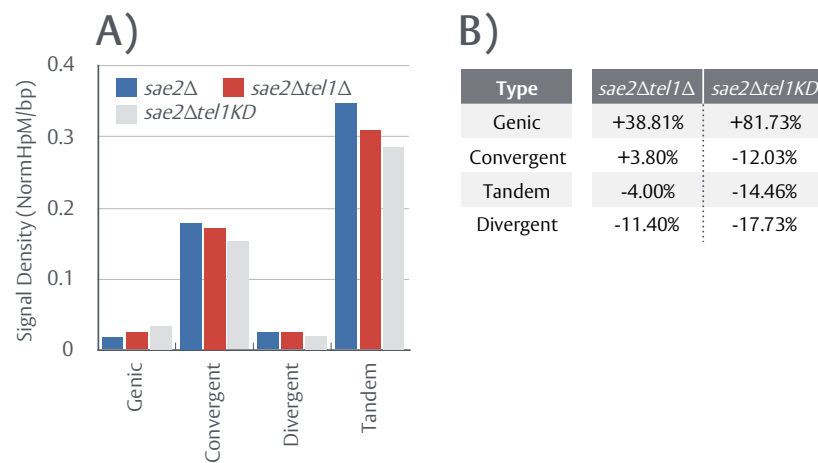 A)
Signal Density (NormHpM/bp)
0.4
0.3
0.2
0.1
0
sae2Δ sae2Δtel1Δ
sae2Δtel1KD
Genic
Convergent
Divergent
Tandem
B)
Type sae2Δtel1Δ sae2Δtel1KD
Genic +38.81% +81.73%
Convergent +3.80% -12.03%
Tandem -4.00% -14.46%
Divergent -11.40% -17.73%